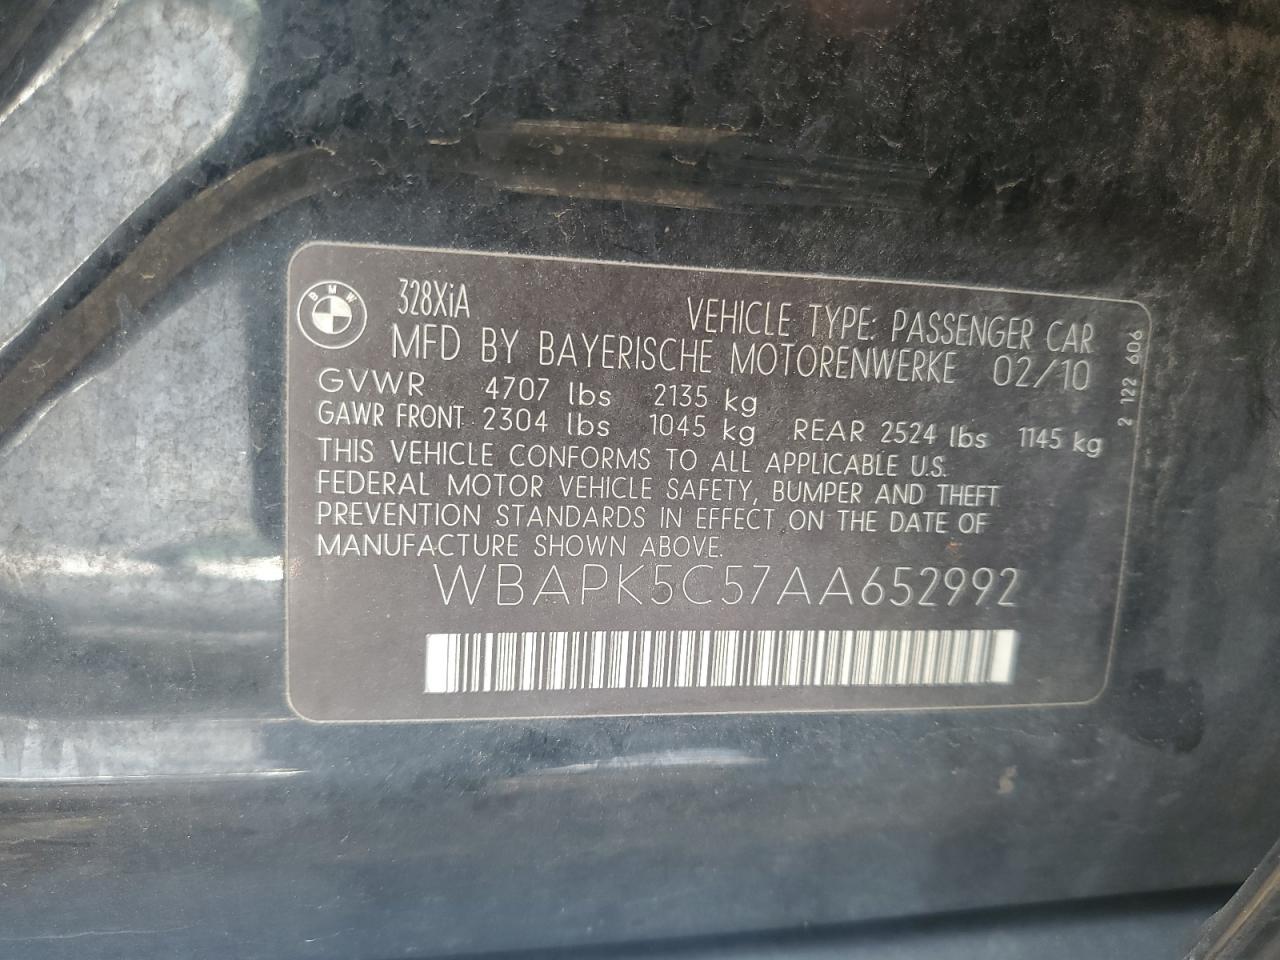 BMW
328XiA
VEHICLE TYPE: PASSENGER CAR
MFD BY BAYERISCHE MOTORENWERKE 02/10
GVWR 4707 lbs 2135 kg
GAWR FRONT 2304 lbs 1045 kg REAR 2524 lbs 1145 kg
THIS VEHICLE CONFORMS TO ALL APPLICABLE U.S.
FEDERAL MOTOR VEHICLE SAFETY, BUMPER AND THEFT
PREVENTION STANDARDS IN EFFECT ON THE DATE OF
MANUFACTURE SHOWN ABOVE.
WBAPK5C57AA652992
2 122 606